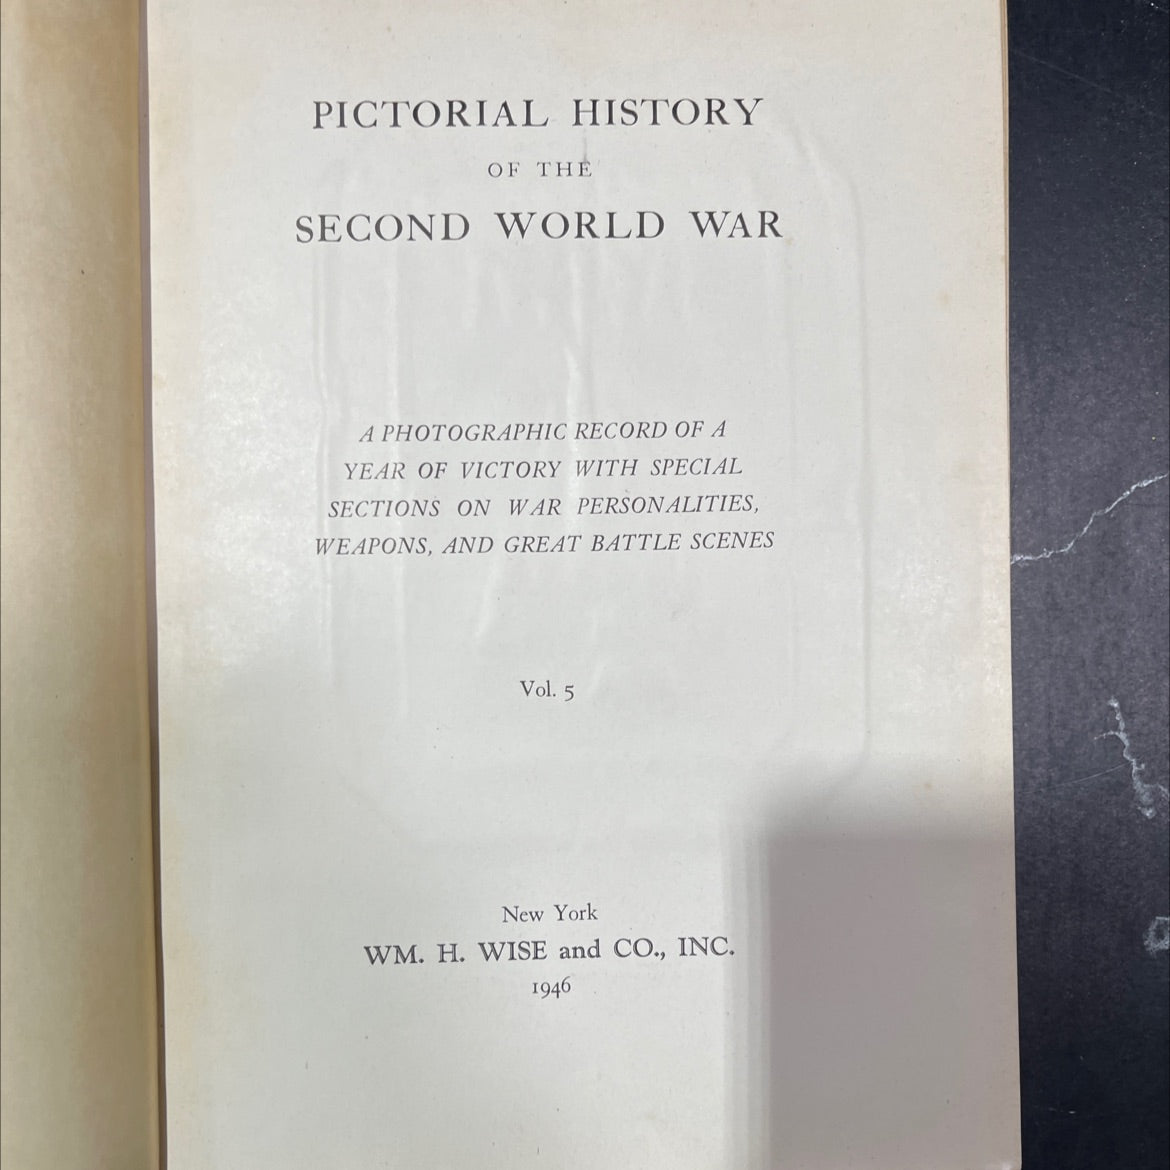 PICTORIAL HISTORY
OF THE
SECOND WORLD WAR
A PHOTOGRAPHIC RECORD OF A
YEAR OF VICTORY WITH SPECIAL
SECTIONS ON WAR PERSONALITIES,
WEAPONS, AND GREAT BATTLE SCENES
Vol. 5
New York
WM. H. WISE and CO., INC.
1946